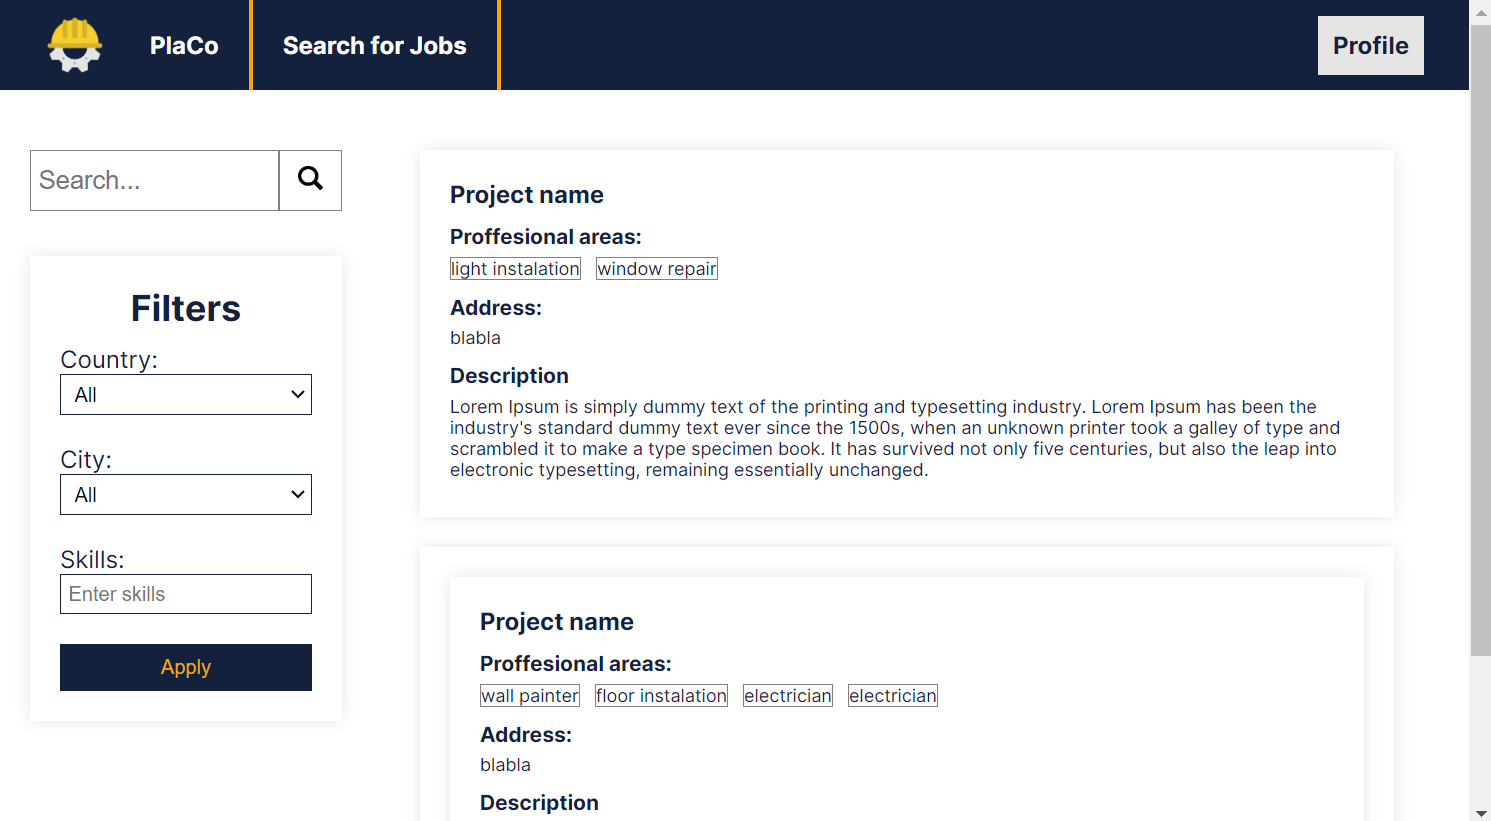 PlaCo
Search for Jobs
Profile
Search...
Filters
Country:
All
City:
All
Skills:
Enter skills
Apply
Project name
Proffesional areas:
light instalation window repair
Address:
blabla
Description
Lorem Ipsum is simply dummy text of the printing and typesetting industry. Lorem Ipsum has been the
industry's standard dummy text ever since the 1500s, when an unknown printer took a galley of type and
scrambled it to make a type specimen book. It has survived not only five centuries, but also the leap into
electronic typesetting, remaining essentially unchanged.
Project name
Proffesional areas:
wall painter floor instalation electrician electrician
Address:
blabla
Description